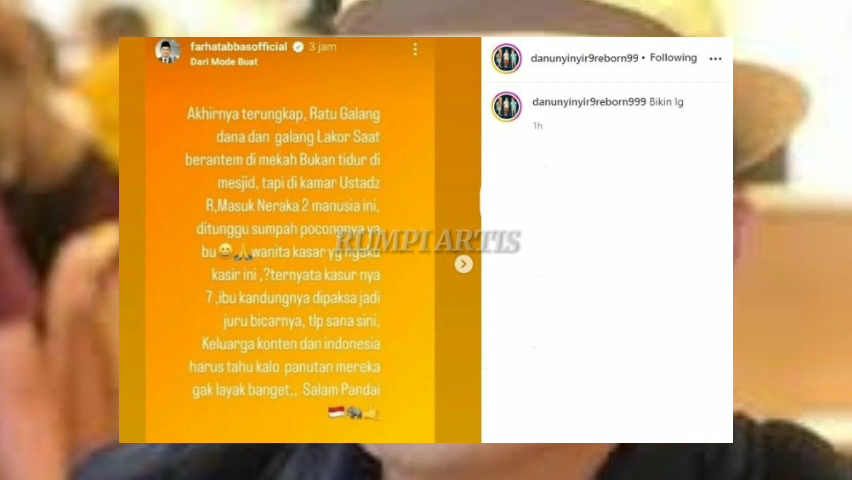 farhatabbasofficial 3 jam
Dari Mode Buat
Akhirnya terungkap, Ratu Galang
dana dan galang Lakor Saat
berantem di mekah Bukan tidur di
mesjid, tapi di kamar Ustadz
R,Masuk Neraka 2 manusia ini,
ditunggu sumpah pocongnya ya
bu😅🙏wanita kasar yg ngaku
kasir ini ,?ternyata kasur nya
7 ,ibu kandungnya dipaksa jadi
juru bicarnya, tlp sana sini,
Keluarga konten dan indonesia
harus tahu kalo panutan mereka
gak layak banget,, Salam Pandai
RUMPI ARTIS
danunyinyir9reborn99 • Following
danunyinyir9reborn999 Bikin Ig
1h